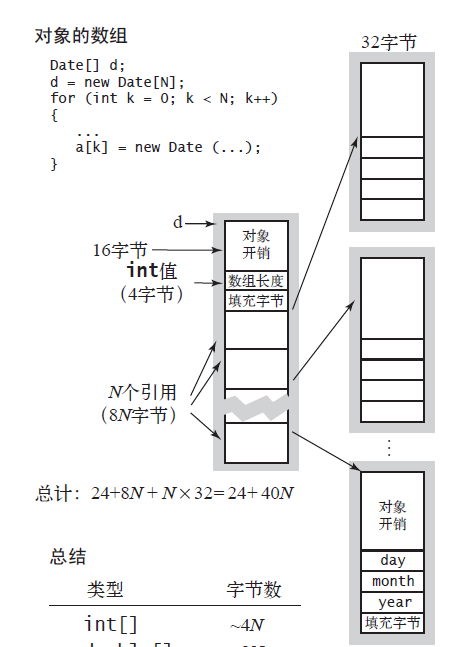 对象的数组
32字节
Date[] d;
d = new Date[N];
for (int k = 0; k < N; k++)
{
...
a[k] = new Date (...);
}
d
16字节
对象
开销
int值
(4字节)
数组长度
填充字节
N个引用
(8N字节)
⋮
总计：24+8N + N×32=24+ 40N
对象
开销
day
month
year
填充字节
总结
类型 字节数
int[] ~4N